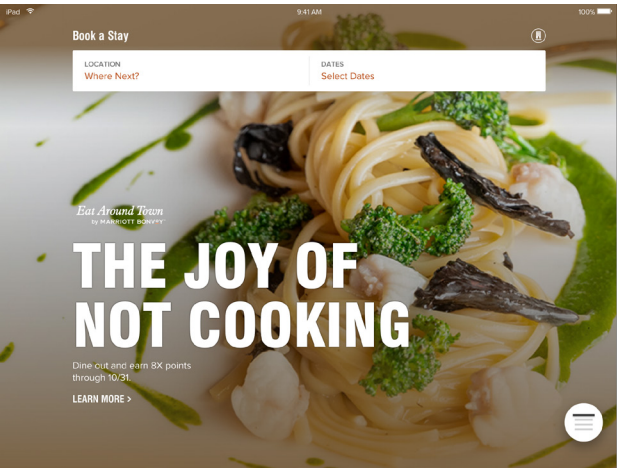 iPad
9:41 AM
100%
Book a Stay
LOCATION
Where Next?
DATES
Select Dates
Eat Around Town
by MARRIOTT BONVOY™
THE JOY OF
NOT COOKING
Dine out and earn 8X points
through 10/31.
LEARN MORE >